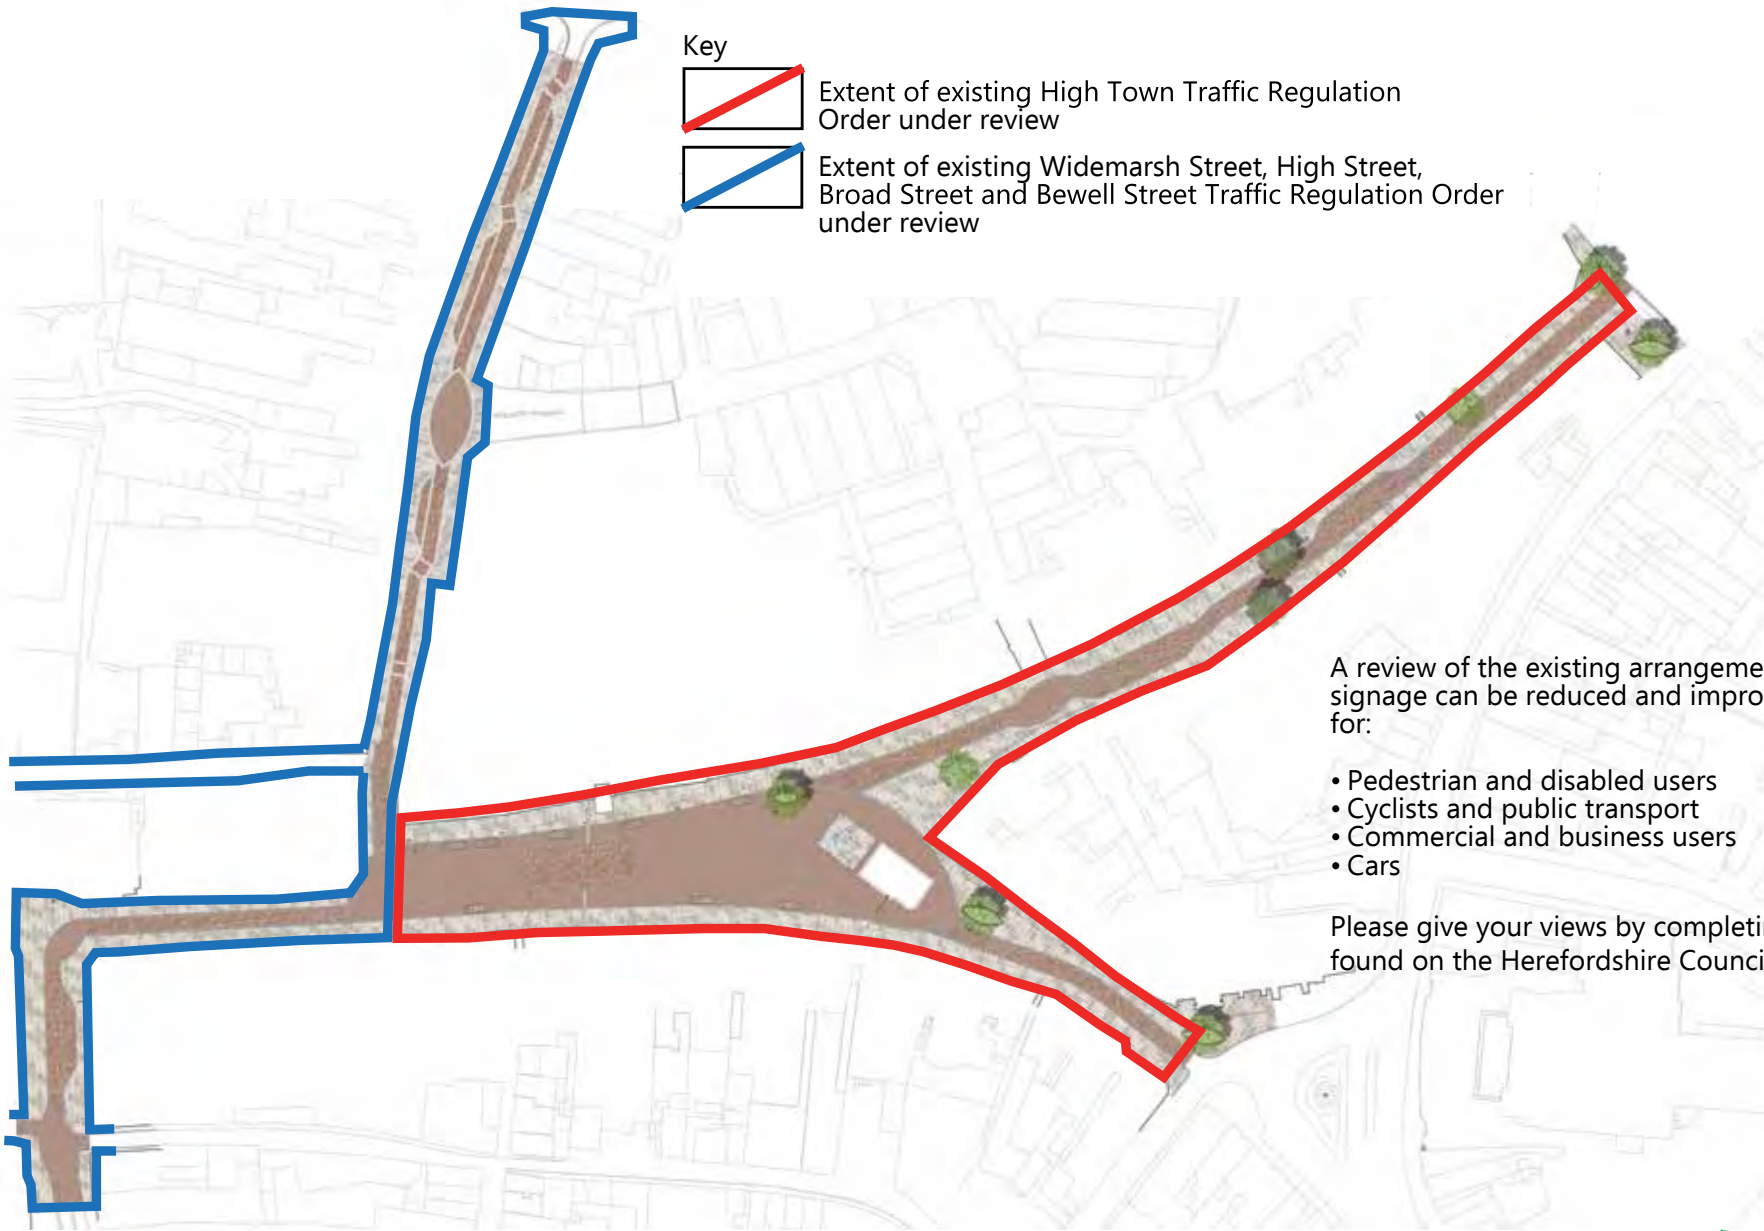 Key
Extent of existing High Town Traffic Regulation
Order under review
Extent of existing Widemarsh Street, High Street,
Broad Street and Bewell Street Traffic Regulation Order
under review
A review of the existing arrangeme
signage can be reduced and impro
for:
• Pedestrian and disabled users
• Cyclists and public transport
• Commercial and business users
• Cars
Please give your views by completi
found on the Herefordshire Counci